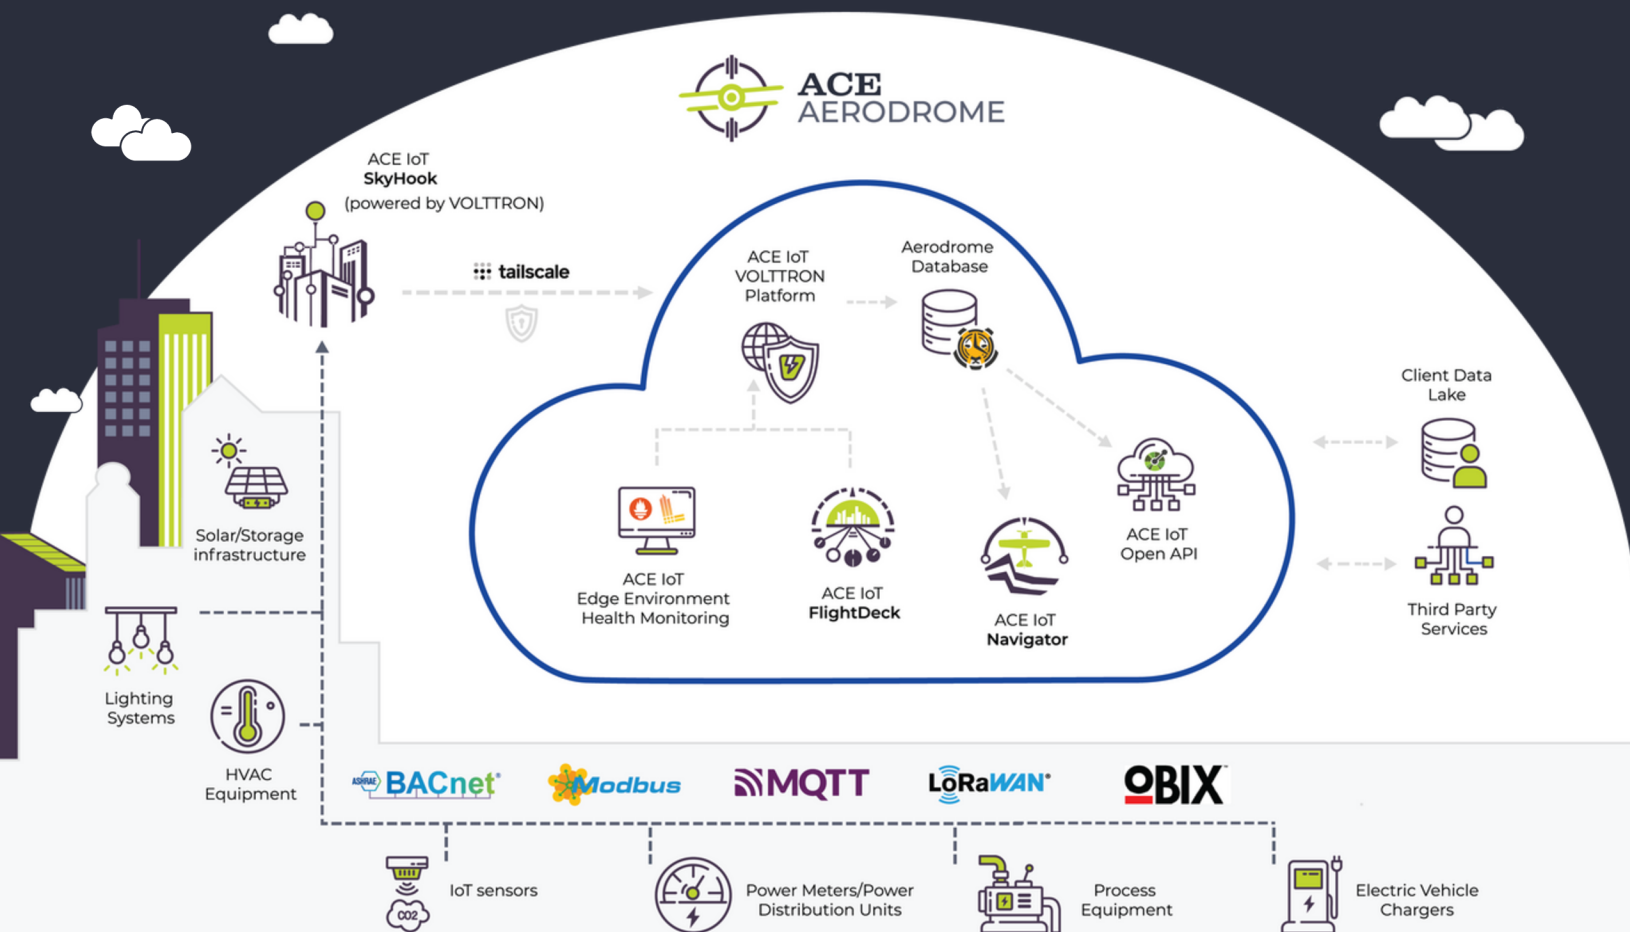 ACE
AERODROME
ACE IoT
SkyHook
(powered by VOLTTRON)
tailscale
ACE IoT
VOLTTRON
Platform
Aerodrome
Database
Client Data
Lake
Solar/Storage
infrastructure
ACE IoT
Edge Environment
Health Monitoring
ACE IoT
FlightDeck
ACE IoT
Navigator
ACE IoT
Open API
Third Party
Services
Lighting
Systems
HVAC
Equipment
ASHRAE BACnet®
Modbus
MQTT
LoRaWAN®
OBIX™
CO2
IoT sensors
Power Meters/Power
Distribution Units
Process
Equipment
Electric Vehicle
Chargers